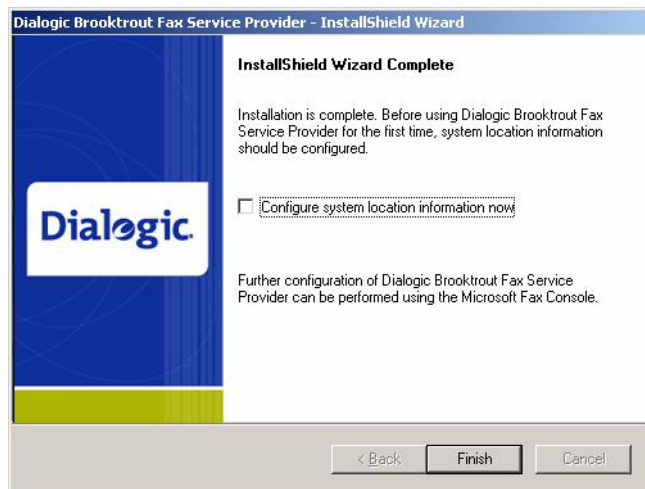 Dialogic Brooktrout Fax Service Provider - InstallShield Wizard
InstallShield Wizard Complete
Installation is complete. Before using Dialogic Brooktrout Fax
Service Provider for the first time, system location information
should be configured.
Dialogic.
Configure system location information now
Further configuration of Dialogic Brooktrout Fax Service
Provider can be performed using the Microsoft Fax Console.
< Back
Finish
Cancel